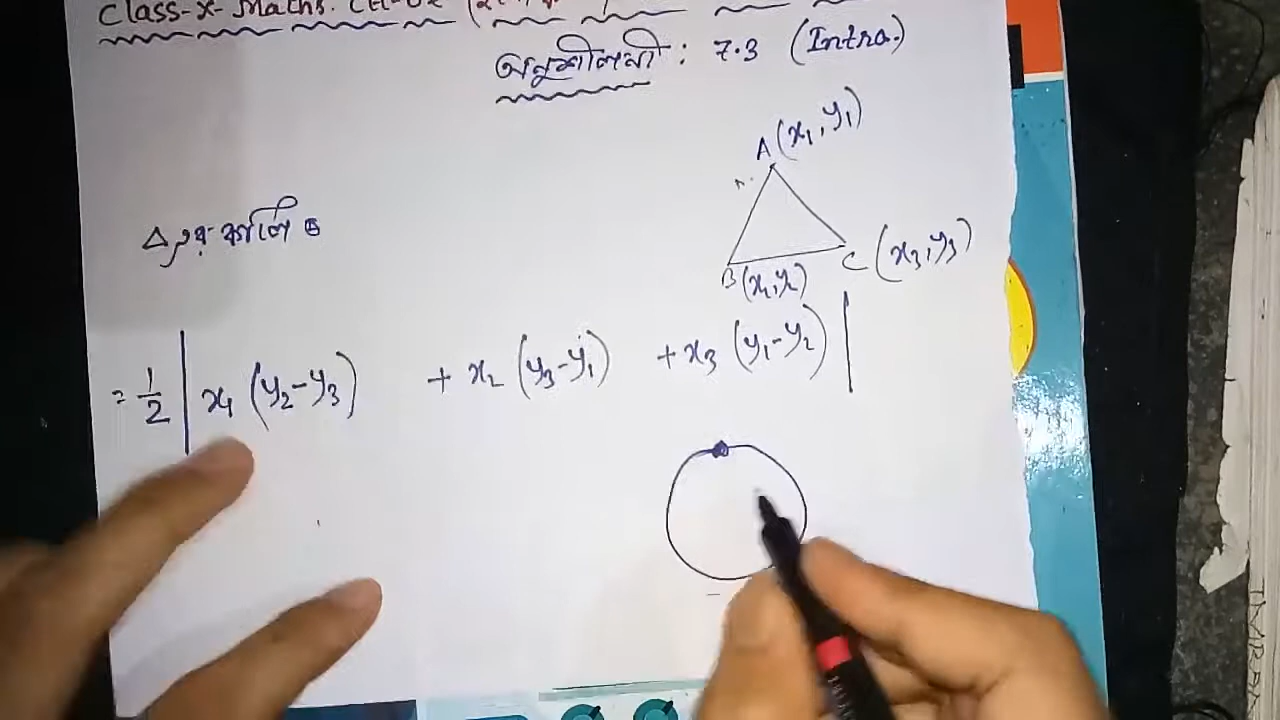 Class-X- Maths.
অনুশীলনী : 7.3 (Intro.)
A (x₁, y₁)
B (x₂, y₂)
C (x₃, y₃)
= 1/2 | x₁ (y₂-y₃) + x₂ (y₃-y₁) + x₃ (y₁-y₂) |